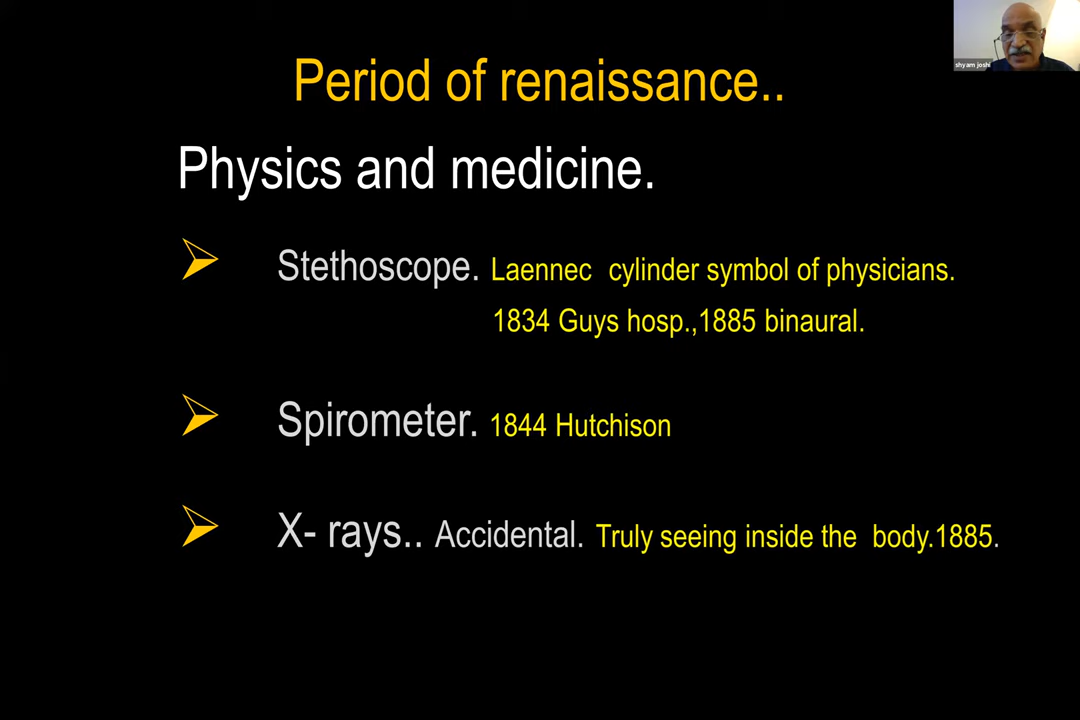 shyam joshi
Period of renaissance..
Physics and medicine.
Stethoscope. Laennec cylinder symbol of physicians.
1834 Guys hosp.,1885 binaural.
Spirometer. 1844 Hutchison
X- rays.. Accidental. Truly seeing inside the body.1885.